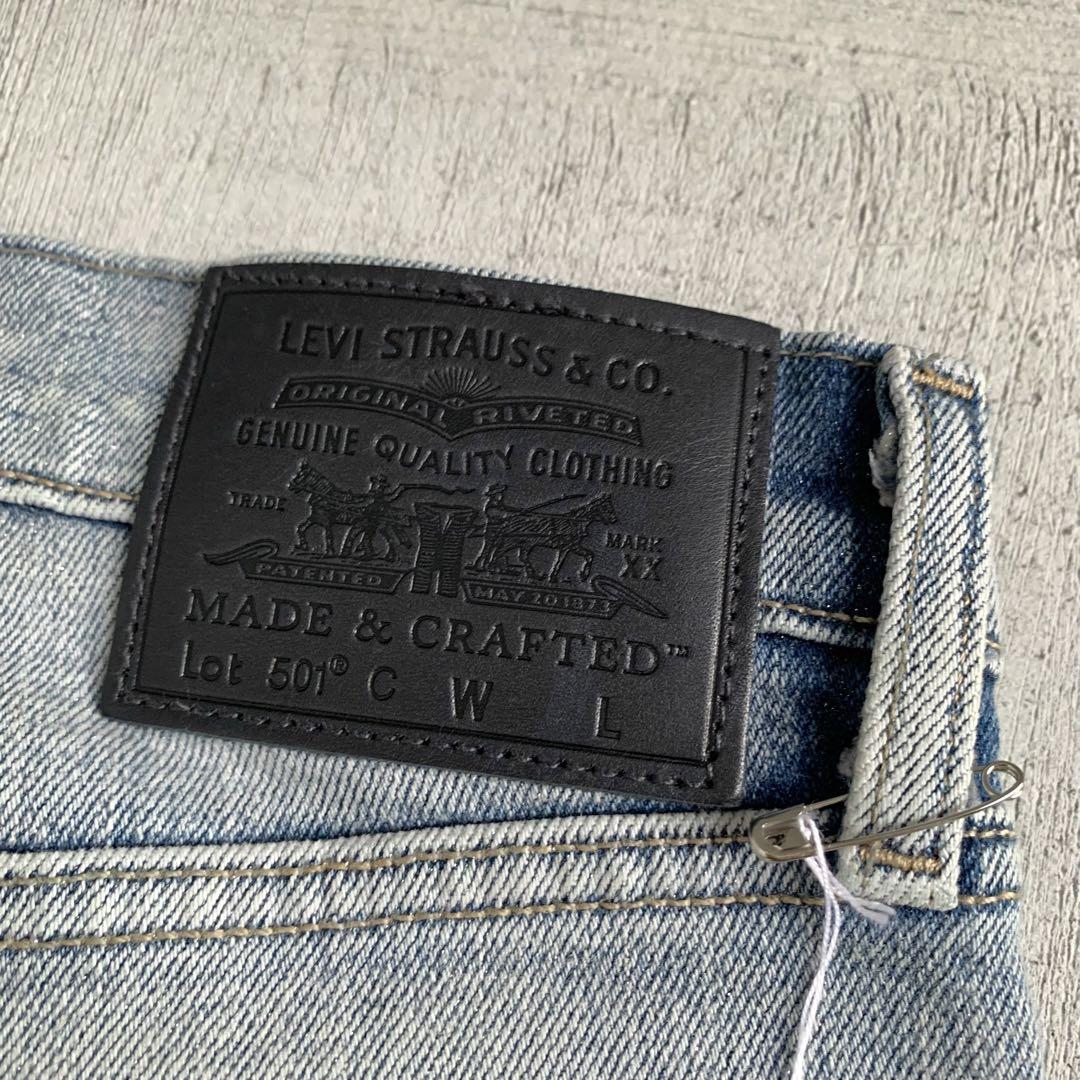 LEVI STRAUSS & CO.
ORIGINAL RIVETED
GENUINE QUALITY CLOTHING
TRADE MARK
XX
PATENTED MAY 20 1873
MADE & CRAFTED™
Lot 501® C W L